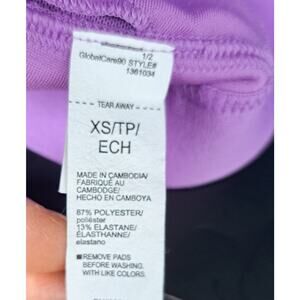 1/2
GlobalCare90 STYLE#
1361034
TEAR AWAY
XS/TP/
ECH
MADE IN CAMBODIA/
FABRIQUÉ AU
CAMBODGE/
HECHO EN CAMBOYA
87% POLYESTER/
poliéster
13% ELASTANE/
ÉLASTHANNE/
elastano
■REMOVE PADS
BEFORE WASHING.
WITH LIKE COLORS.